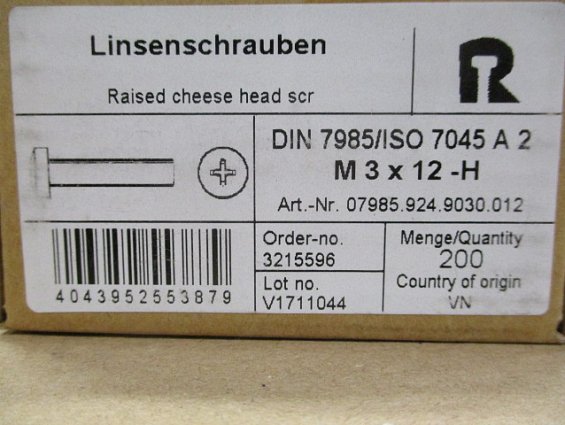 Linsenschrauben
Raised cheese head scr
R
DIN 7985/ISO 7045 A 2
M 3 x 12 -H
Art.-Nr. 07985.924.9030.012
Order-no.
3215596
Lot no.
V1711044
Menge/Quantity
200
Country of origin
VN
4043952553879